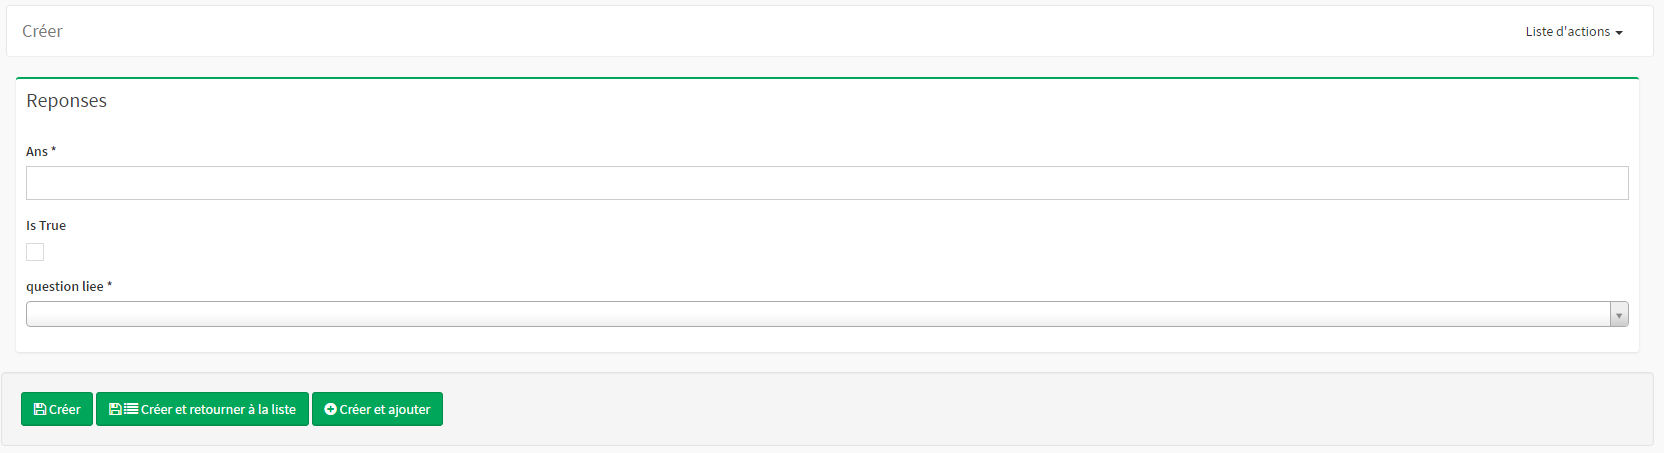 Créer
Liste d'actions
Reponses
Ans *
Is True
question liee *
Créer
Créer et retourner à la liste
Créer et ajouter